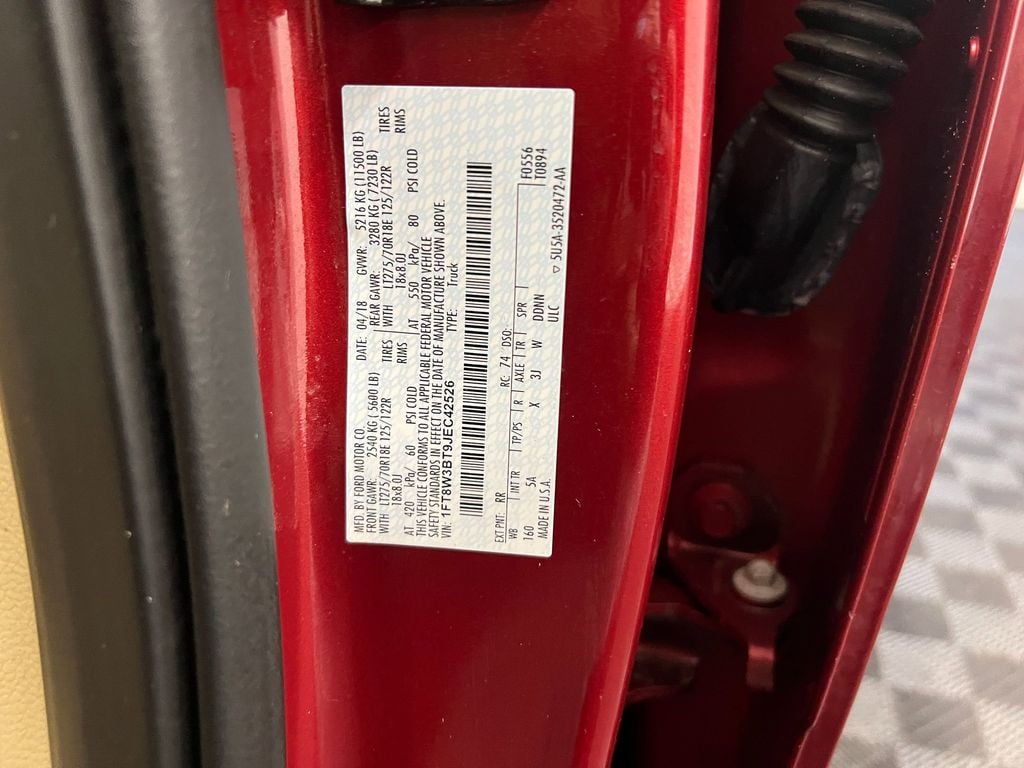 MFD. BY FORD MOTOR CO.
DATE: 04/18 GVWR: 5216 KG (11500 LB)
FRONT GAWR: 2540 KG ( 5600 LB) REAR GAWR: 3280 KG ( 7230 LB)
WITH LT275/70R18E 125/122R TIRES WITH LT275/70R18E 125/122R TIRES
18x8.0J RIMS 18x8.0J RIMS
AT 420 kPa/ 60 PSI COLD AT 550 kPa/ 80 PSI COLD
THIS VEHICLE CONFORMS TO ALL APPLICABLE FEDERAL MOTOR VEHICLE
SAFETY STANDARDS IN EFFECT ON THE DATE OF MANUFACTURE SHOWN ABOVE.
VIN: 1FT8W3BT9JEC42526 TYPE: Truck
EXT PNT: RR RC: 74 DSO: F0556
WB INT TR TP/PS R AXLE TR SPR T0894
160 5A X 3J W DDNN
MADE IN U.S.A. ULC ▽ 5U5A-3520472-AA